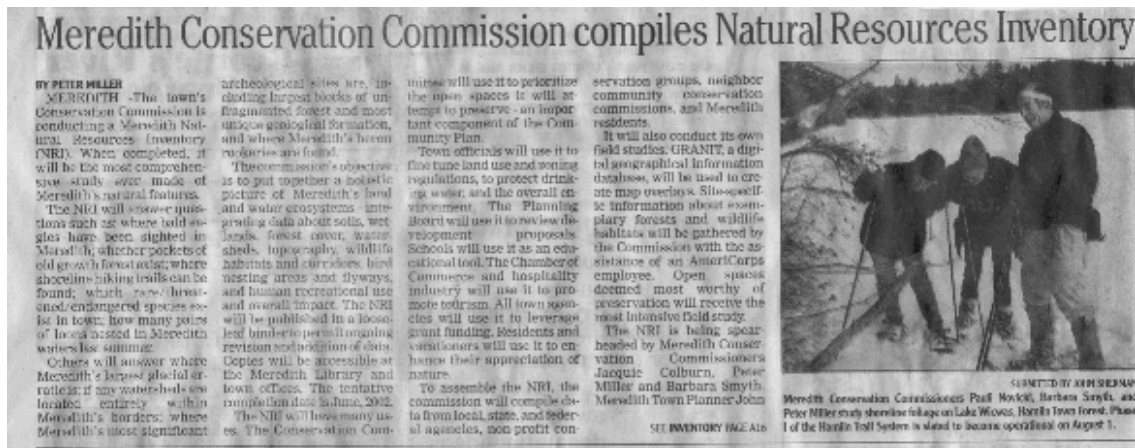 Meredith Conservation Commission compiles Natural Resources Inventory
BY PETER MILLER
MEREDITH -The town's
Conservation Commission is
conducting a Meredith Nat-
ural Resources Inventory
(NRI). When completed, it
will be the most comprehen-
sive study ever made of
Meredith's natural features.
The NRI will answer ques-
tions such as: where bald ea-
gles have been sighted in
Meredith; whether pockets of
old growth forest exist; where
shoreline hiking trails can be
found; which rare/threat-
ened/endangered species ex-
ist in town; how many pairs
of loons nested in Meredith
waters last summer.
Others will answer where
Meredith's largest glacial er-
ratic is; if any watersheds are
located entirely within
Meredith's borders; where
Meredith's most significant
archeological sites are, in-
cluding largest blocks of un-
fragmented forest and most
unique geological formation,
and where Meredith's heron
rookeries are found.
The commission's objective
is to put together a holistic
picture of Meredith's land
and water ecosystems inte-
grating data about soils, wet-
lands, forest cover, water-
sheds, topography, wildlife
habitats and corridors, bird
nesting areas and flyways,
and human recreational use
and overall impact. The NRI
will be published in a loose-
leaf binder to permit ongoing
revision and addition of data.
Copies will be accessible at
the Meredith Library and
town offices. The tentative
completion date is June, 2002.
The NRI will have many us-
es. The Conservation Com-
mittee will use it to prioritize
the open spaces it will at-
tempt to preserve - an impor-
tant component of the Com-
munity Plan.
Town officials will use it to
fine tune land use and zoning
regulations, to protect drink-
ing water, and the overall en-
vironment. The Planning
Board will use it to review de-
velopment proposals.
Schools will use it as an edu-
cational tool. The Chamber of
Commerce and hospitality
industry will use it to pro-
mote tourism. All town agen-
cies will use it to leverage
grant funding. Residents and
vacationers will use it to en-
hance their appreciation of
nature.
To assemble the NRI, the
commission will compile da-
ta from local, state, and feder-
al agencies, non profit con-
servation groups, neighbor
community conservation
commissions, and Meredith
residents.
It will also conduct its own
field studies. GRANIT, a digi-
tal geographical information
database, will be used to cre-
ate map overlays. Site-specif-
ic information about exem-
plary forests and wildlife
habitats will be gathered by
the Commission with the as-
sistance of an AmeriCorps
employee. Open spaces
deemed most worthy of
preservation will receive the
most intensive field study.
The NRI is being spear-
headed by Meredith Conser-
vation Commissioners
Jacquie Colburn, Peter
Miller and Barbara Smyth,
Meredith Town Planner John
SEE INVENTORY PAGE A16
SUBMITTED BY JOHN SHERMAN
Meredith Conservation Commissioners Paull Novicki, Barbara Smyth, and
Peter Miller study shoreline foliage on Lake Wicwas, Hamlin Town Forest. Phase
I of the Hamlin Trail System is slated to become operational on August 1.